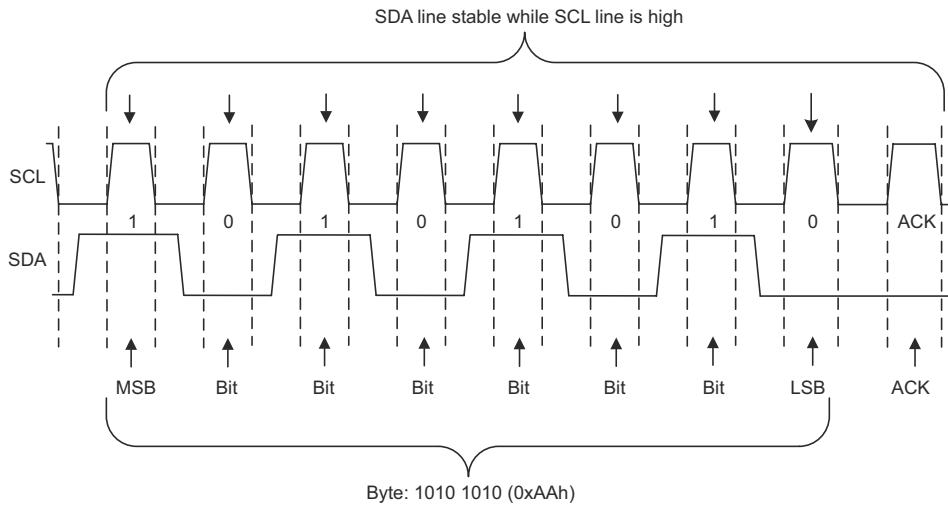 SDA line stable while SCL line is high
SCL
1 0 1 0 1 0 1 0 ACK
SDA
MSB Bit Bit Bit Bit Bit Bit LSB ACK
Byte: 1010 1010 (0xAAh)